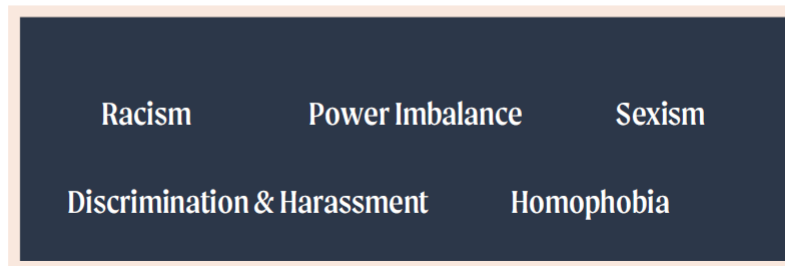 Racism Power Imbalance Sexism
Discrimination & Harassment Homophobia